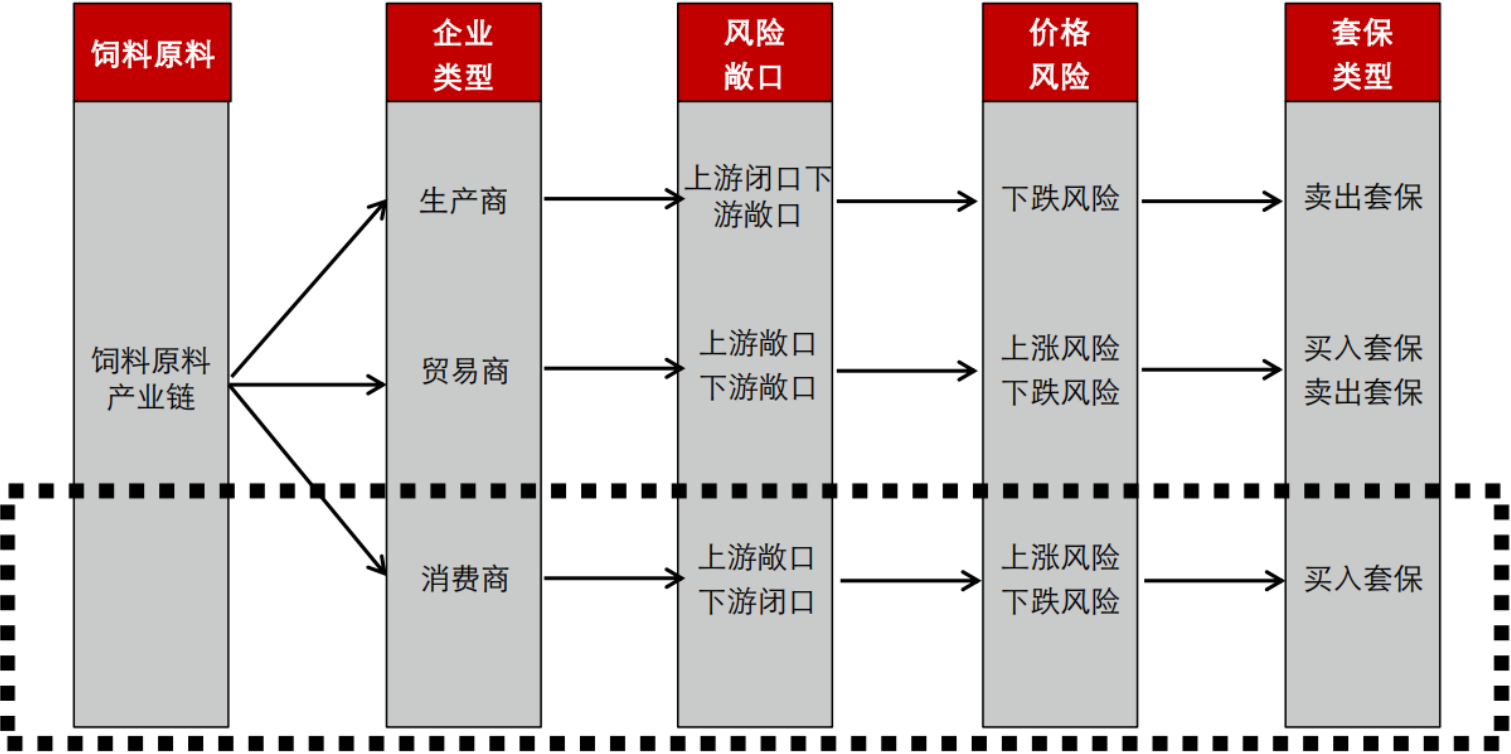 饲料原料
企业
类型
风险
敞口
价格
风险
套保
类型
饲料原料
产业链
生产商
上游闭口下
游敞口
下跌风险
卖出套保
贸易商
上游敞口
下游敞口
上涨风险
下跌风险
买入套保
卖出套保
消费商
上游敞口
下游闭口
上涨风险
下跌风险
买入套保